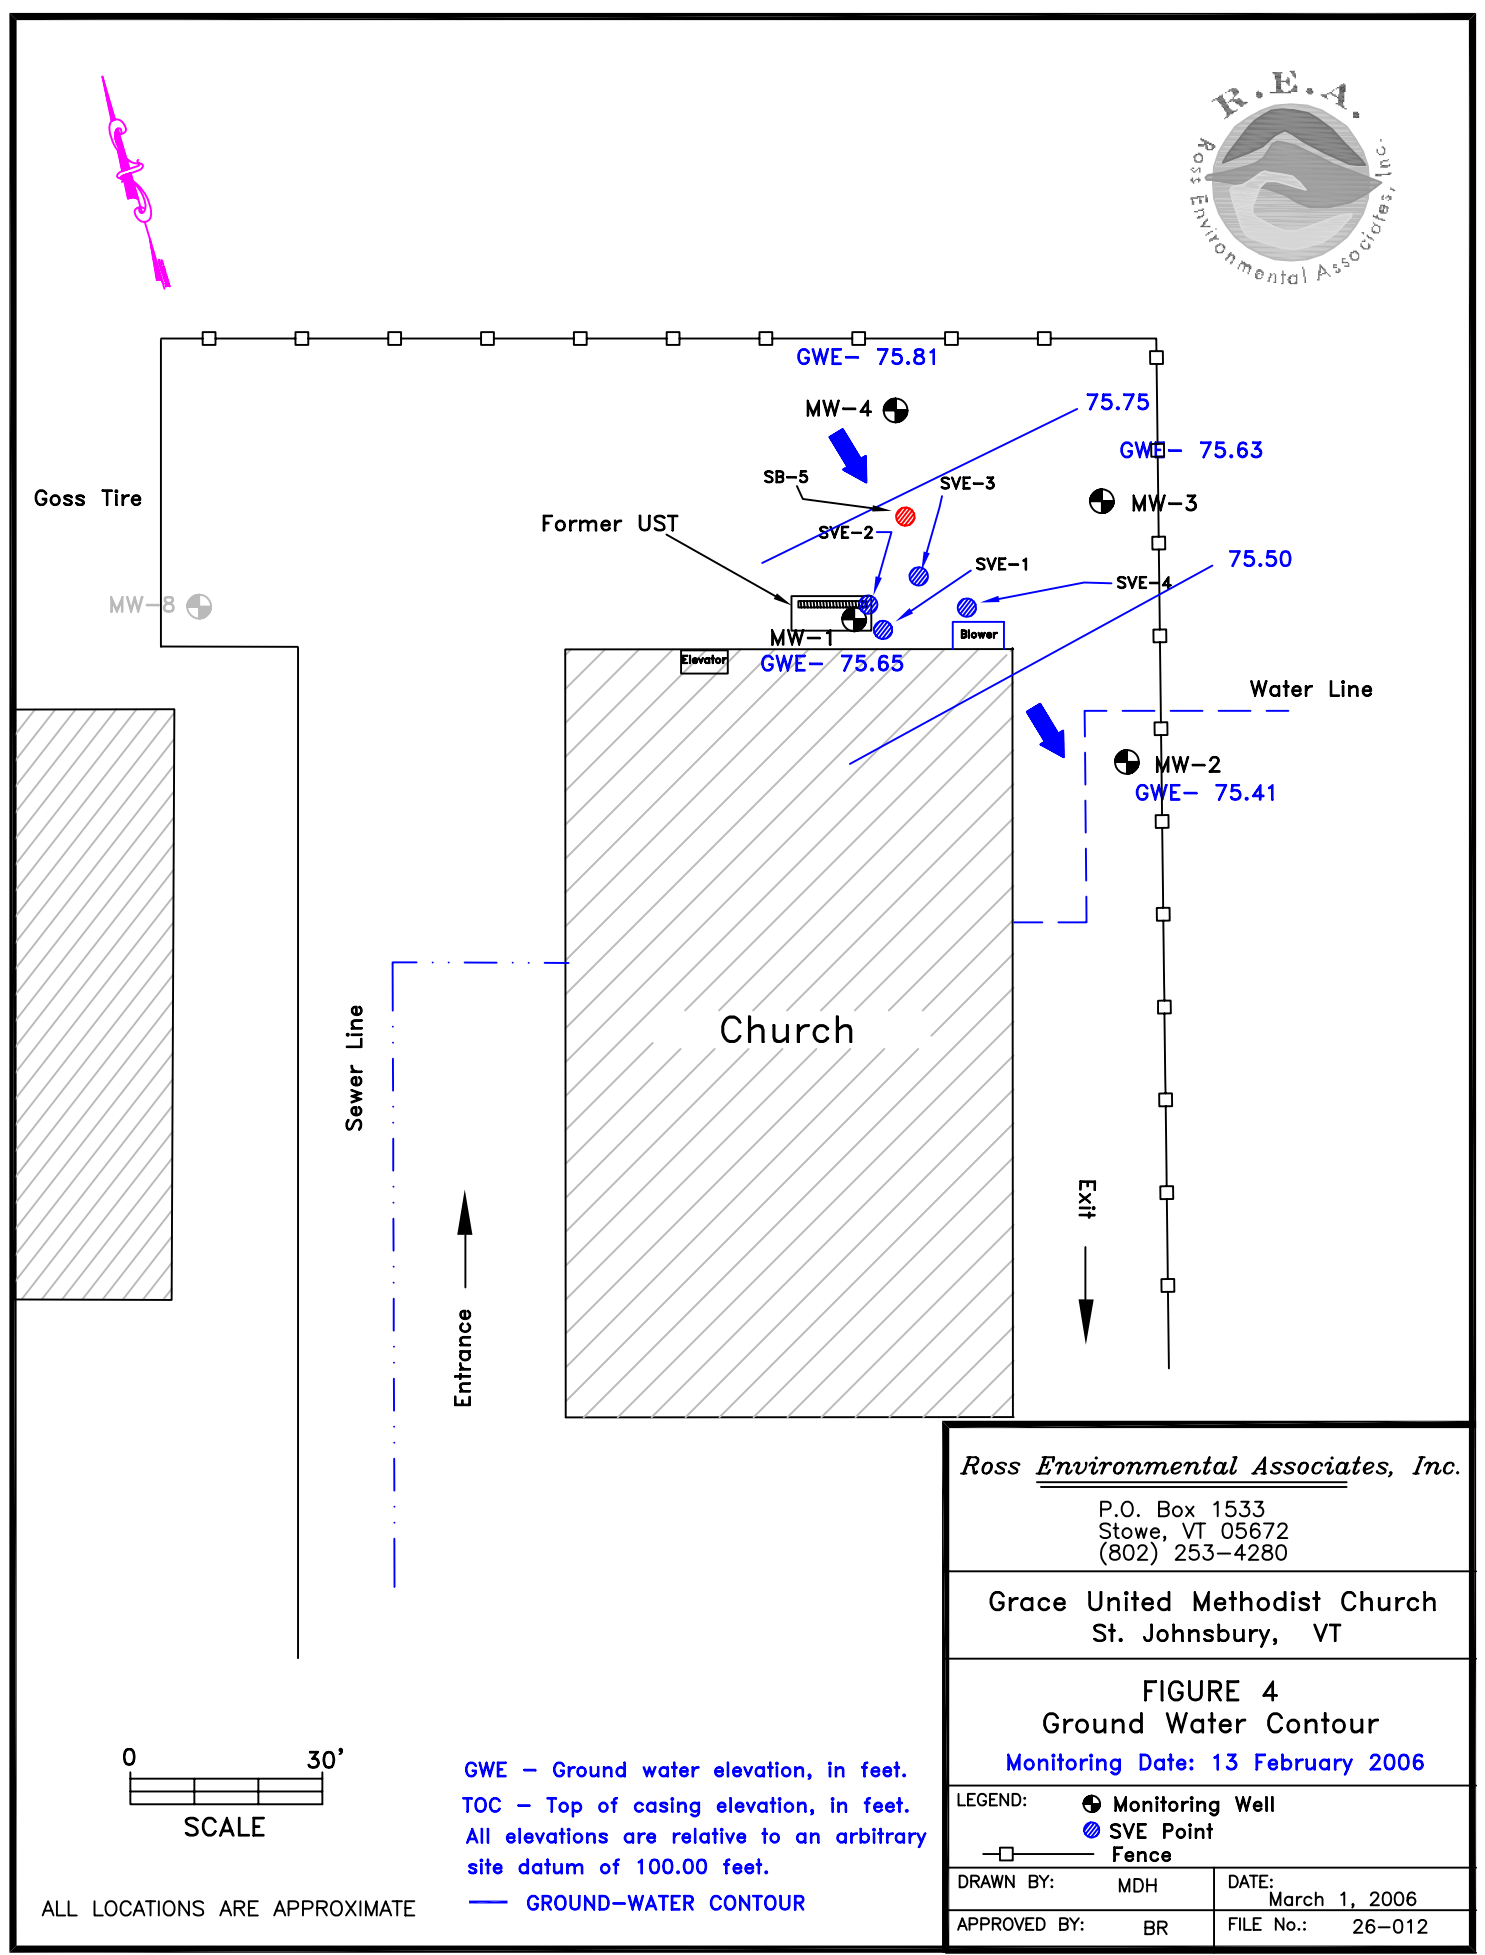 R.E.A.
Ross Environmental Associates, Inc.
GWE- 75.81
MW-4
75.75
GWE- 75.63
SB-5
SVE-3
Goss Tire
MW-3
Former UST
SVE-2
75.50
SVE-1
SVE-4
MW-8
MW-1
Blower
Elevator
GWE- 75.65
Water Line
MW-2
GWE- 75.41
Church
Sewer Line
Exit
Entrance
Ross Environmental Associates, Inc.
P.O. Box 1533
Stowe, VT 05672
(802) 253-4280
Grace United Methodist Church
St. Johnsbury, VT
FIGURE 4
Ground Water Contour
Monitoring Date: 13 February 2006
LEGEND:
Monitoring Well
SVE Point
Fence
DRAWN BY: MDH
DATE: March 1, 2006
APPROVED BY: BR
FILE No.: 26-012
0 30'
SCALE
GWE - Ground water elevation, in feet.
TOC - Top of casing elevation, in feet.
All elevations are relative to an arbitrary
site datum of 100.00 feet.
GROUND-WATER CONTOUR
ALL LOCATIONS ARE APPROXIMATE